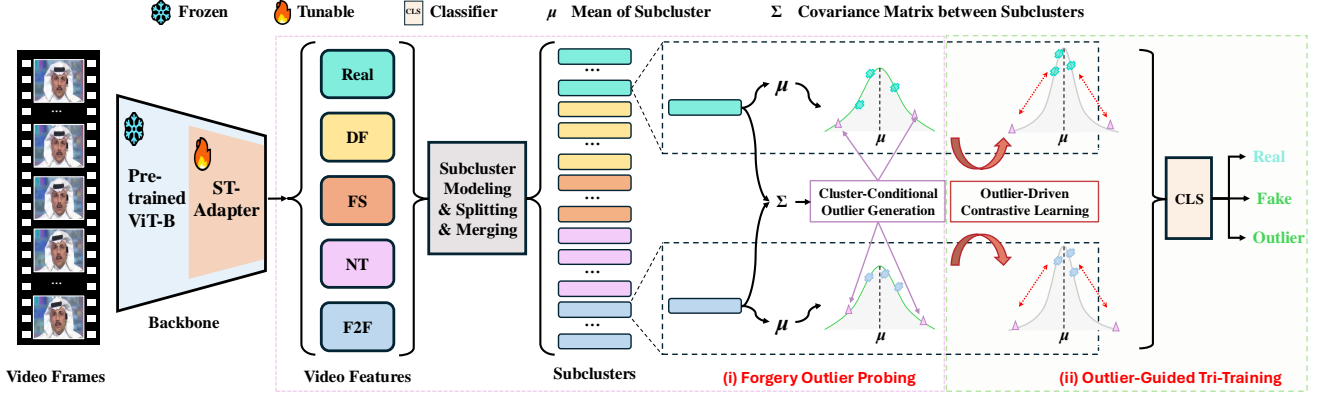 Frozen
Tunable
CLS
Classifier
μ Mean of Subcluster
Σ Covariance Matrix between Subclusters
...
...
Video Frames
Pre-
trained
ViT-B
ST-
Adapter
Backbone
Real
DF
FS
NT
F2F
Video Features
Subcluster
Modeling
& Splitting
& Merging
...
...
...
...
...
Subclusters
μ
Σ
μ
μ
Cluster-Conditional
Outlier Generation
μ
(i) Forgery Outlier Probing
μ
Outlier-Driven
Contrastive Learning
μ
(ii) Outlier-Guided Tri-Training
CLS
Real
Fake
Outlier